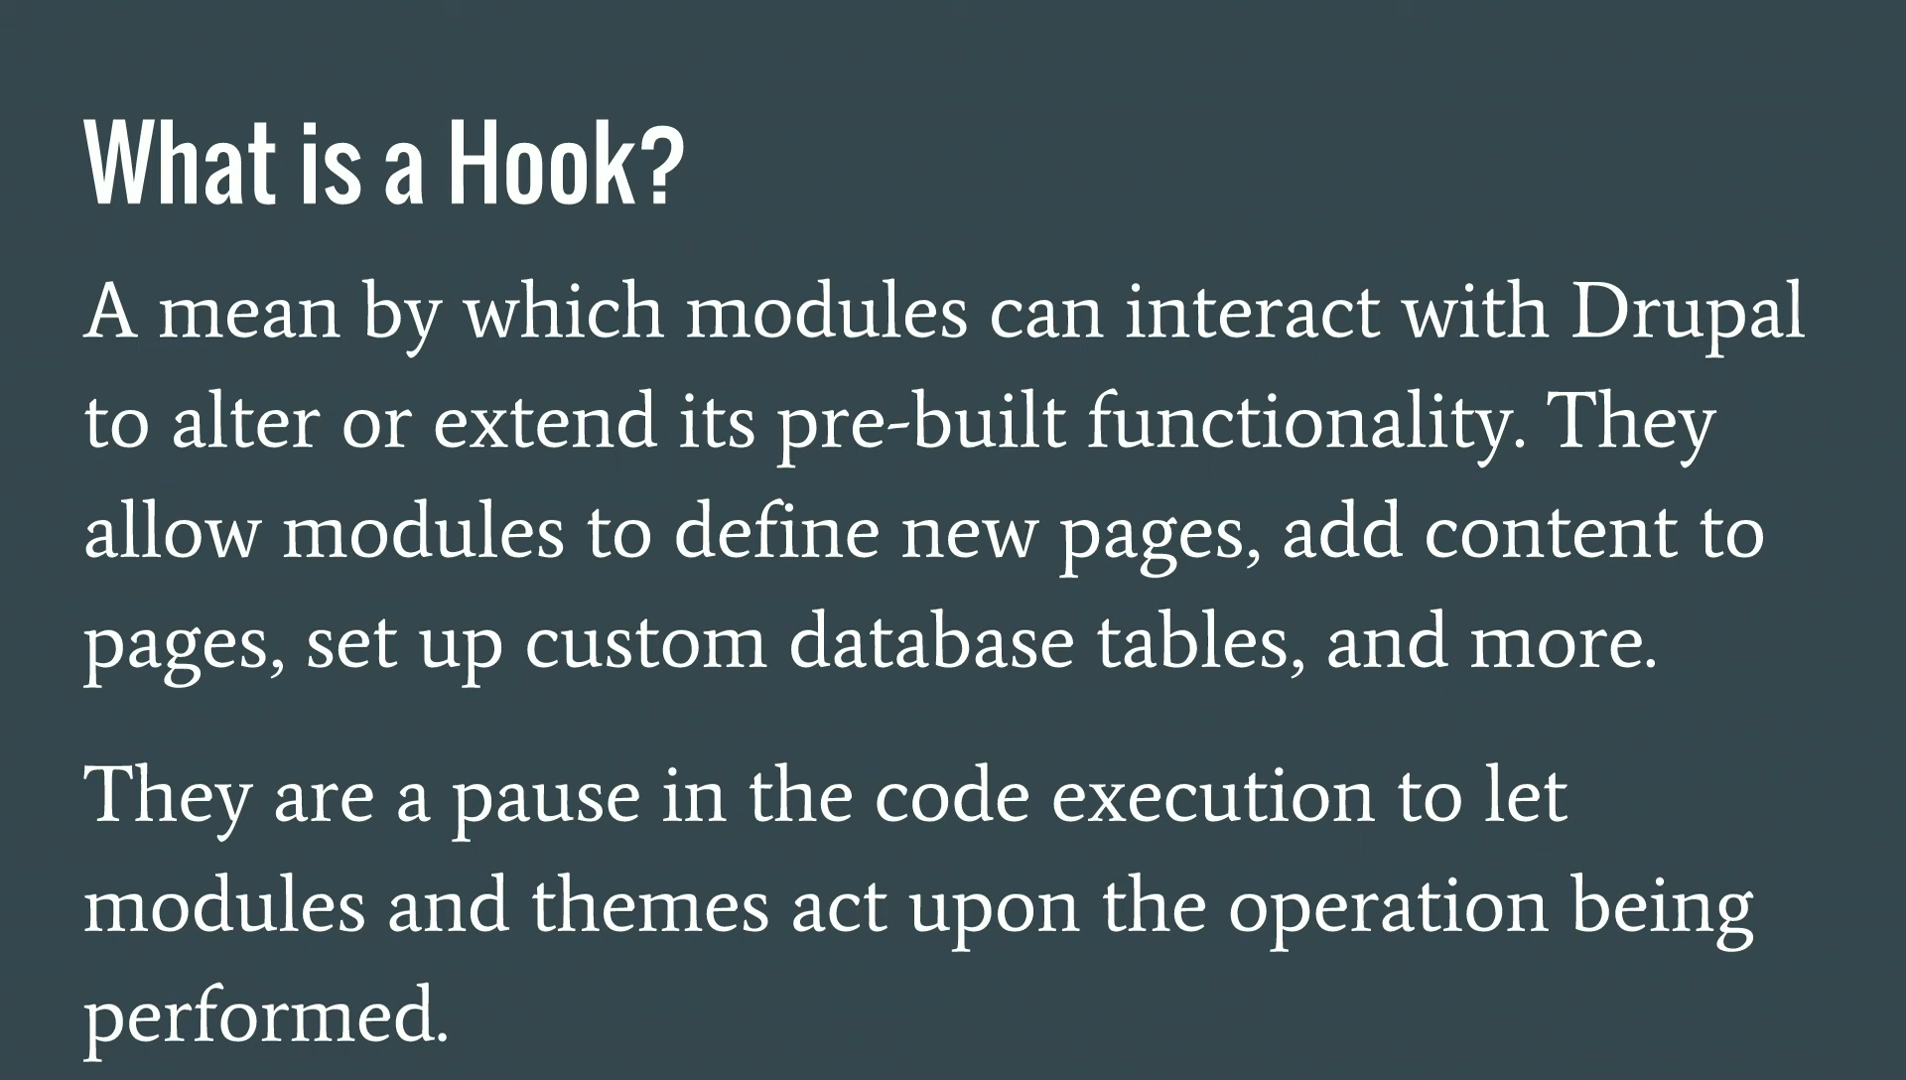 What is a Hook?
A mean by which modules can interact with Drupal
to alter or extend its pre-built functionality. They
allow modules to define new pages, add content to
pages, set up custom database tables, and more.
They are a pause in the code execution to let
modules and themes act upon the operation being
performed.